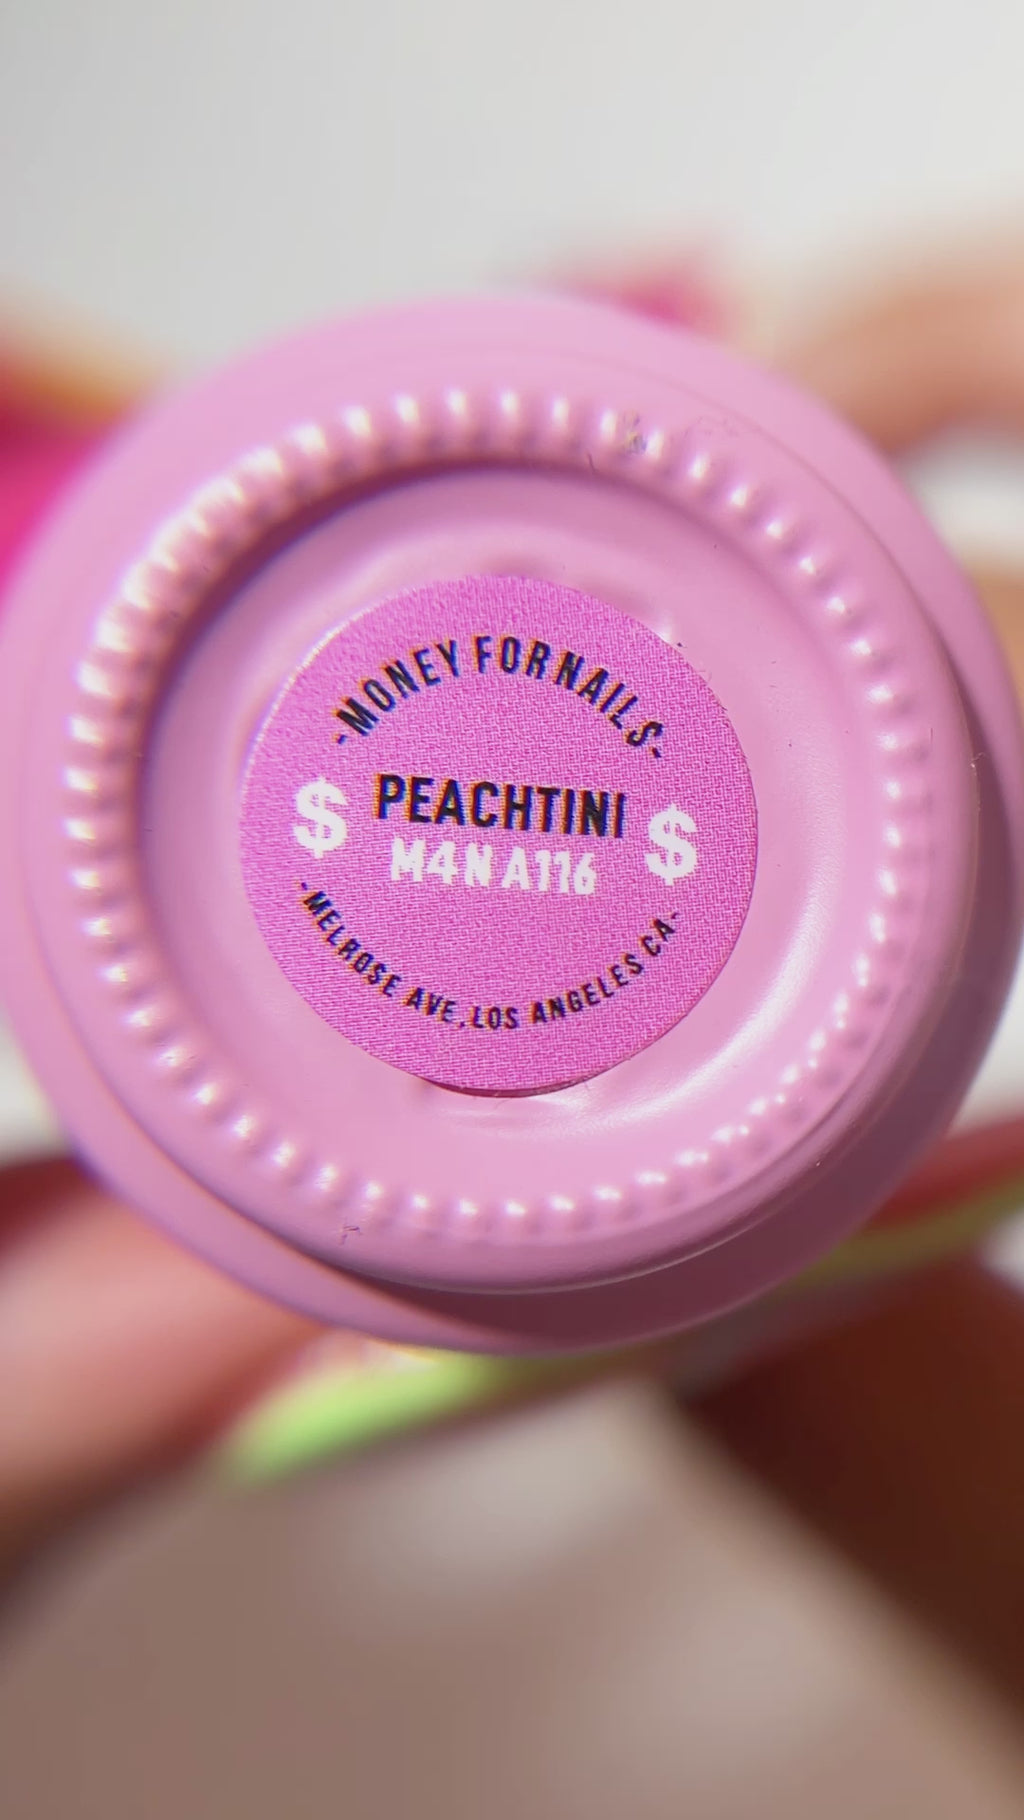 -MONEY FOR NAILS-
$ PEACHTINI $
M4N A116
-MELROSE AVE, LOS ANGELES CA-